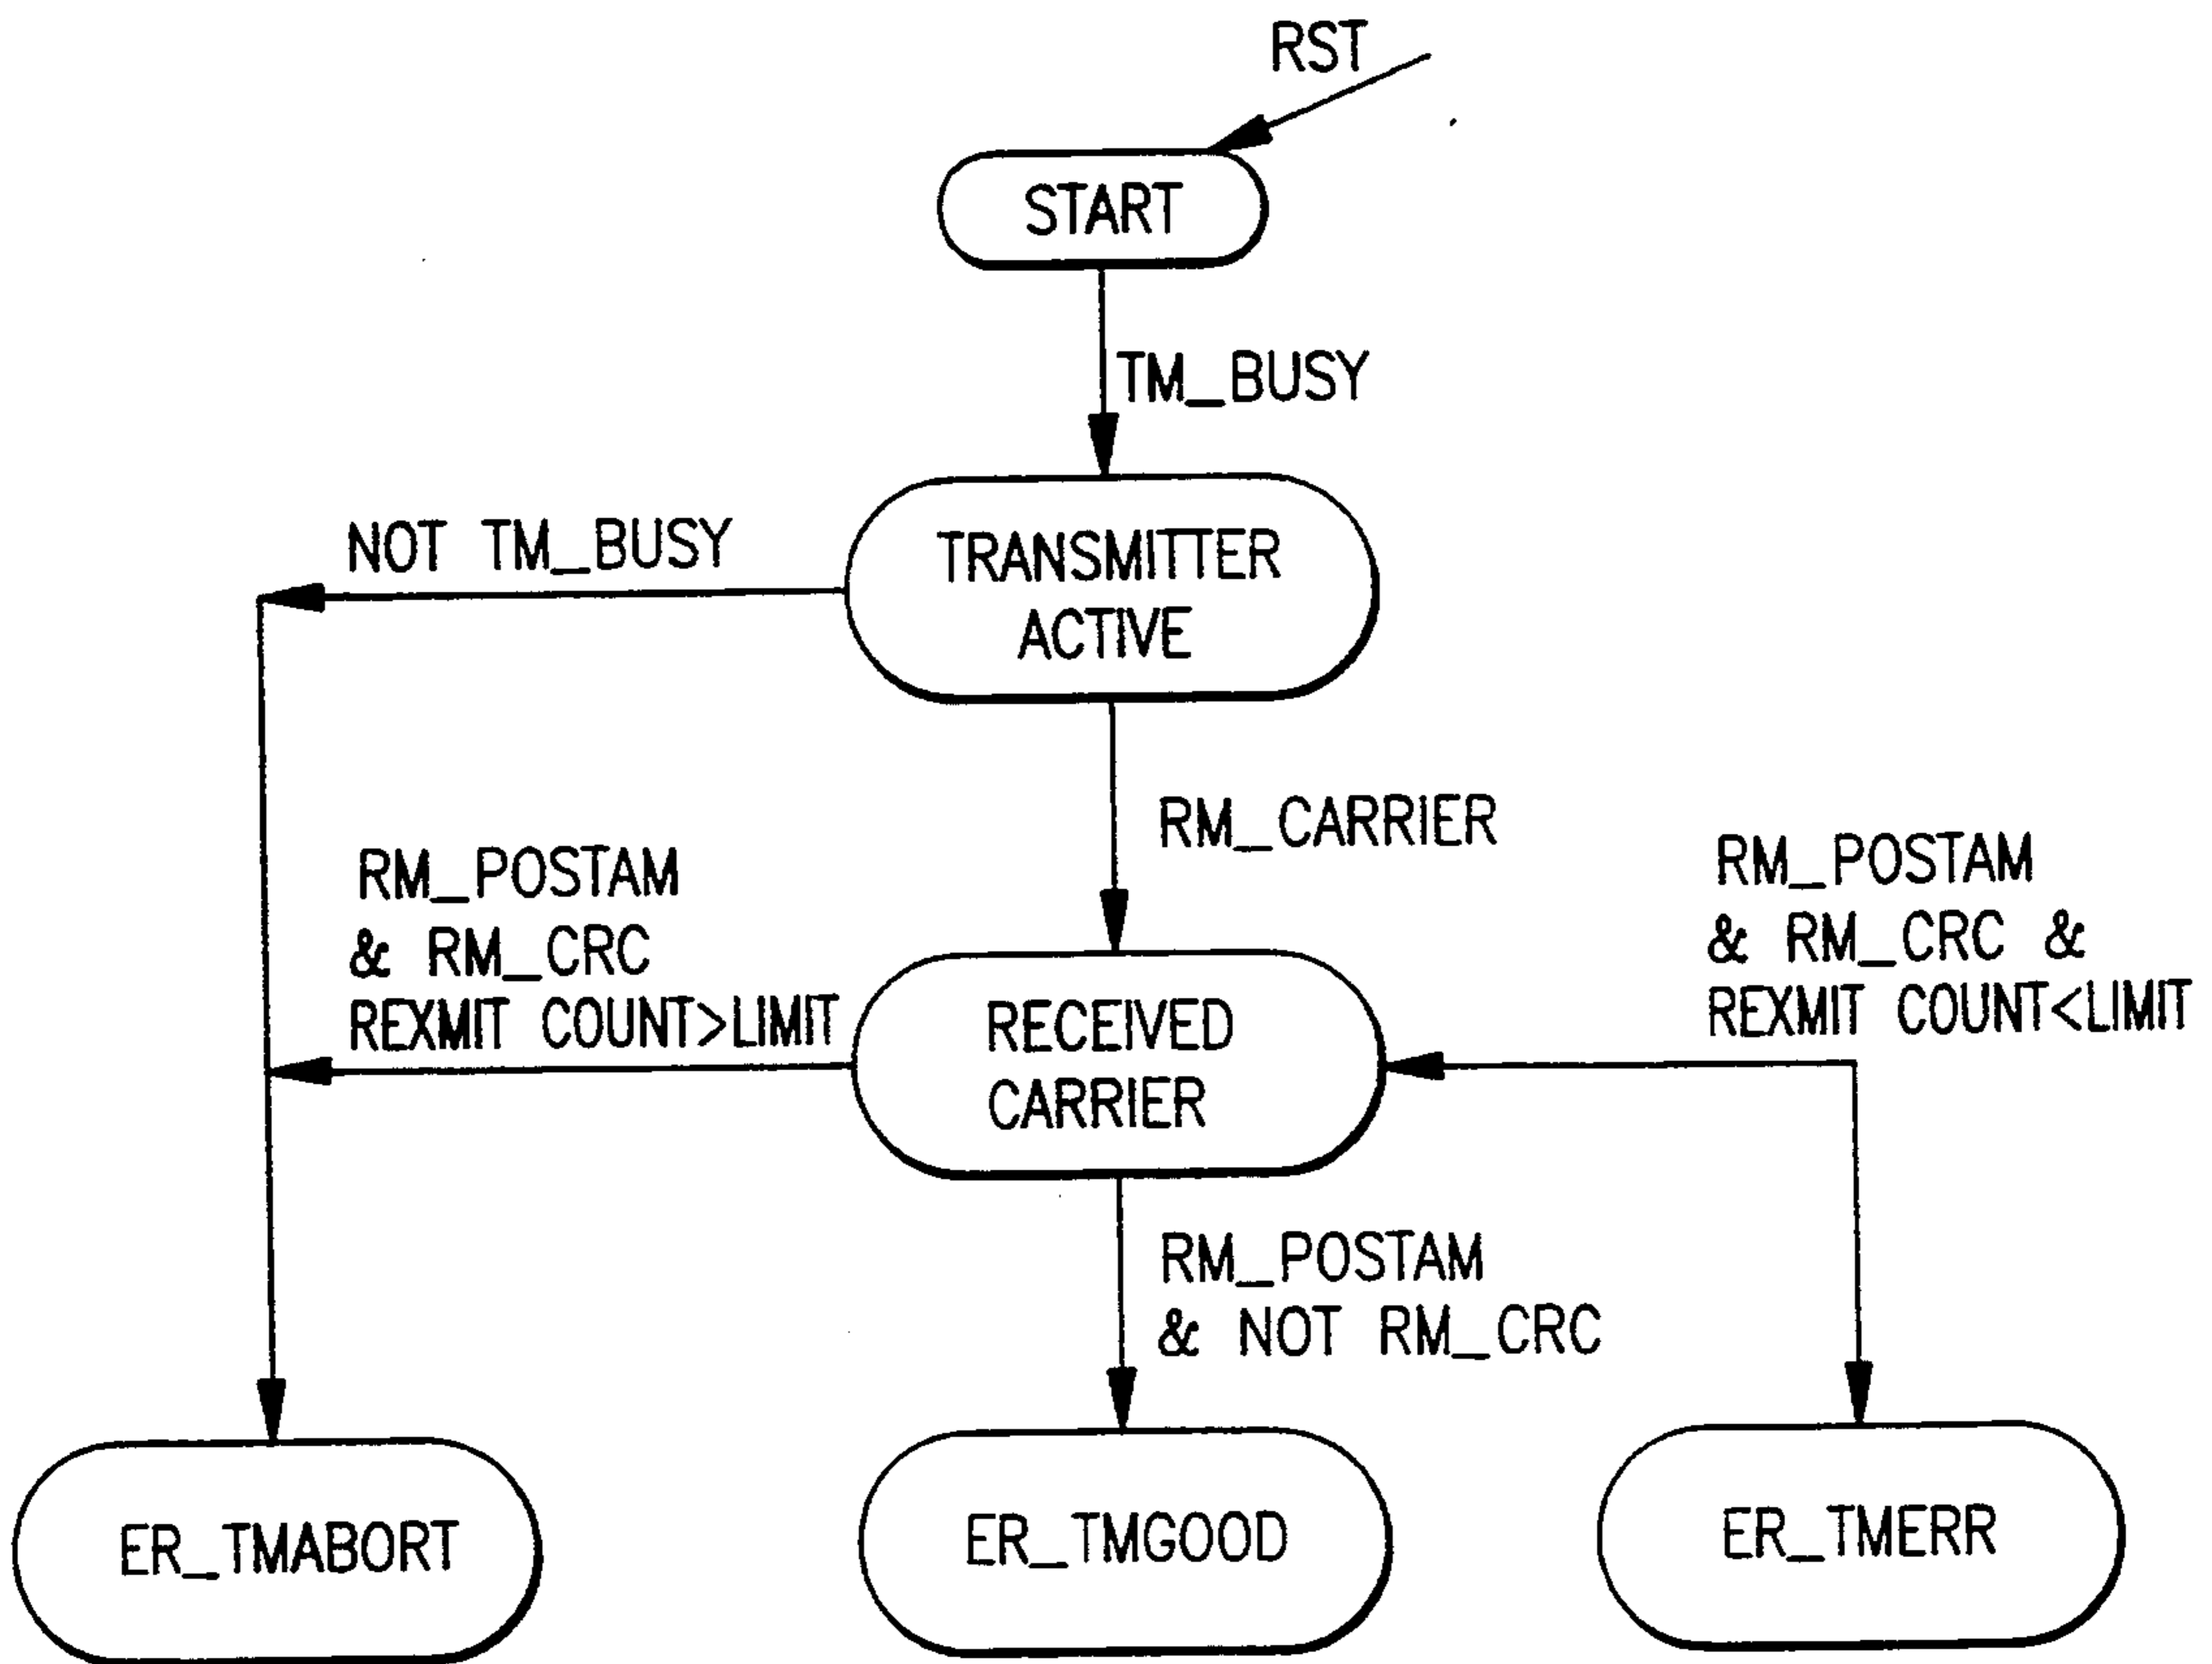 RST
START
TM_BUSY
NOT TM_BUSY
TRANSMITTER
ACTIVE
RM_CARRIER
RM_POSTAM
& RM_CRC
REXMIT COUNT>LIMIT
RECEIVED
CARRIER
RM_POSTAM
& RM_CRC &
REXMIT COUNT<LIMIT
RM_POSTAM
& NOT RM_CRC
ER_TMABORT
ER_TMGOOD
ER_TMERR